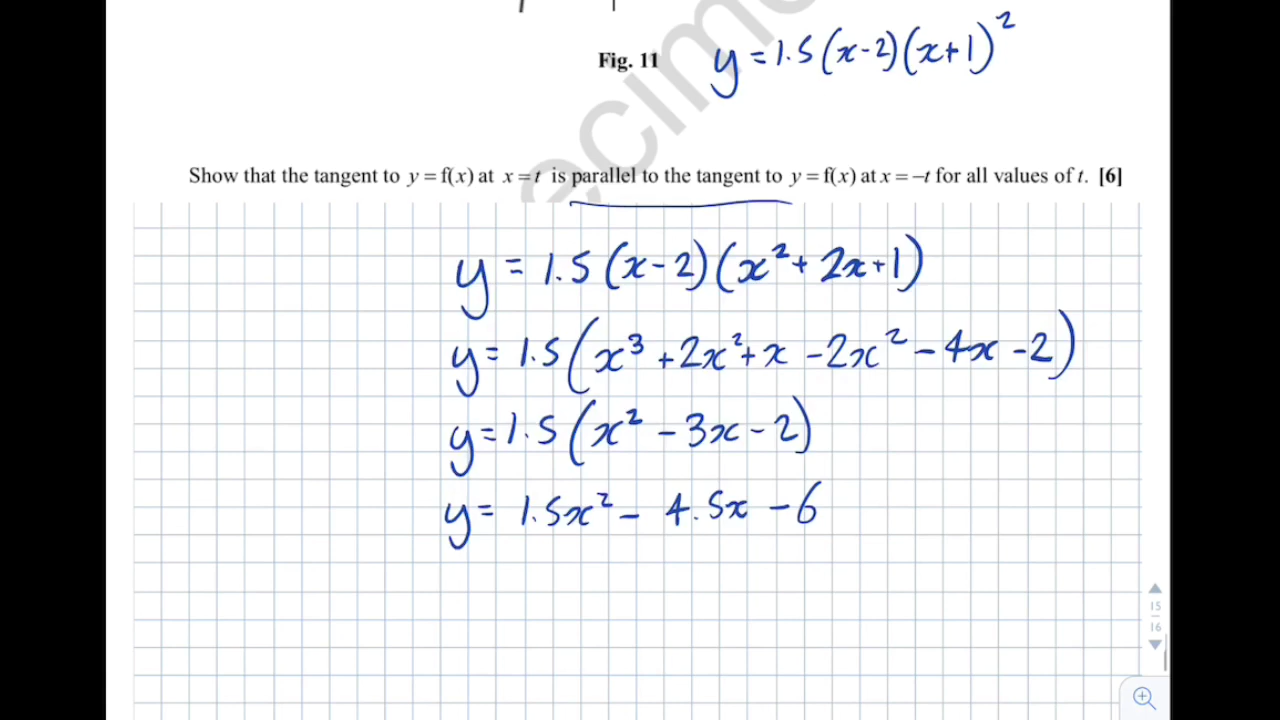 Fig. 11
y = 1.5(x-2)(x+1)²
Show that the tangent to y = f(x) at x = t is parallel to the tangent to y = f(x) at x = −t for all values of t. [6]
y = 1.5(x-2)(x²+2x+1)
y = 1.5(x³+2x²+x-2x²-4x-2)
y = 1.5(x²-3x-2)
y = 1.5x²-4.5x-6
15
16